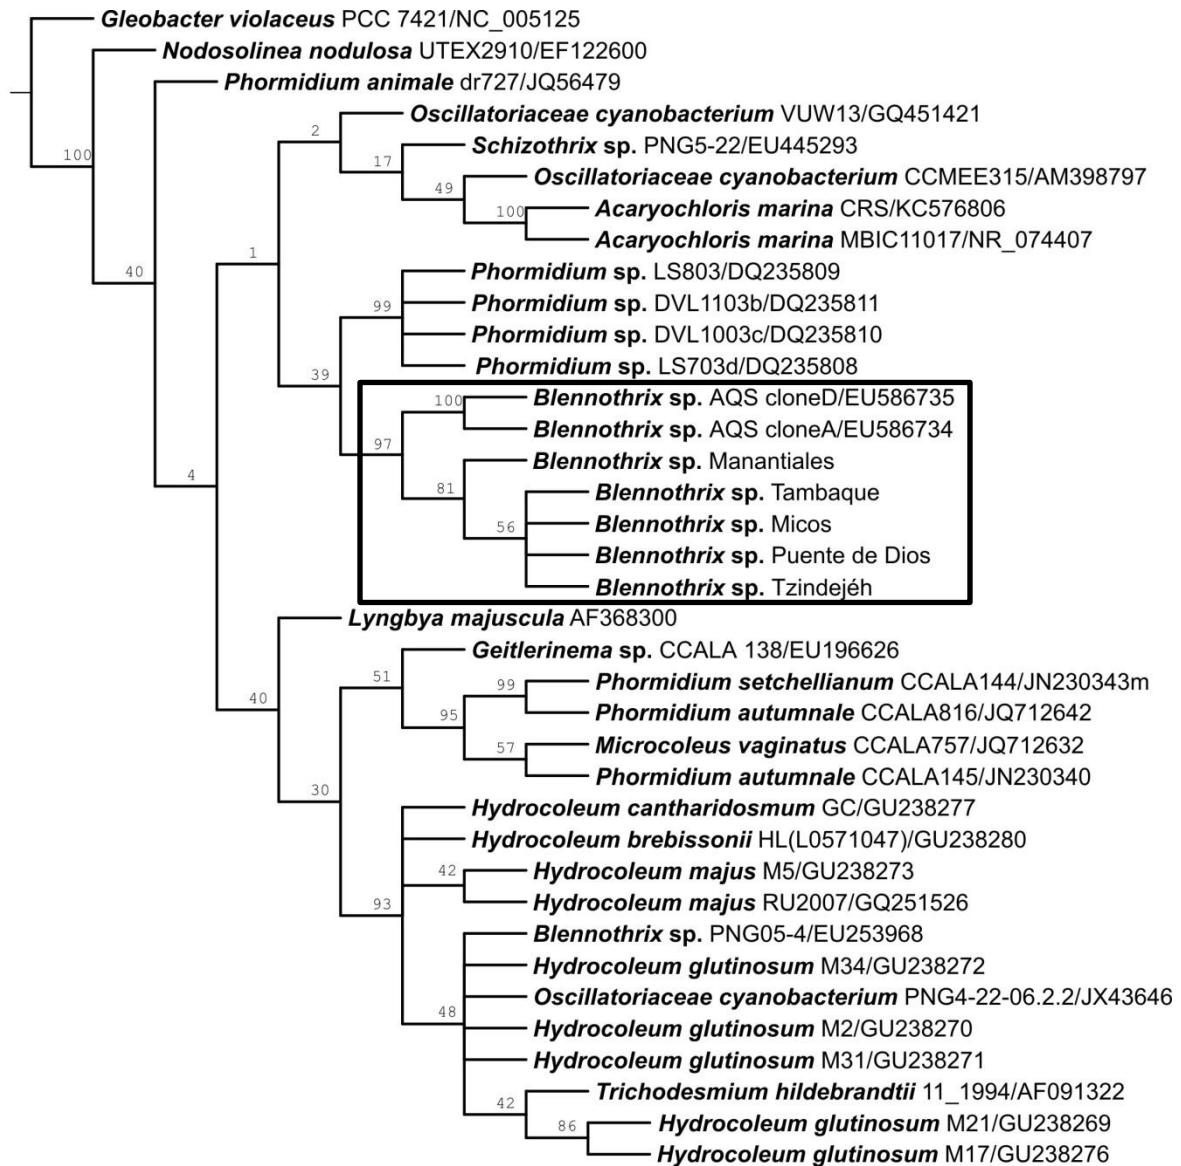 Gleobacter violaceus PCC 7421/NC_005125
Nodosolinea nodulosa UTEX2910/EF122600
Phormidium animale dr727/JQ56479
Oscillatoriaceae cyanobacterium VUW13/GQ451421
2
Schizothrix sp. PNG5-22/EU445293
100
17
Oscillatoriaceae cyanobacterium CCMEE315/AM398797
49
Acaryochloris marina CRS/KC576806
100
Acaryochloris marina MBIC11017/NR_074407
1
Phormidium sp. LS803/DQ235809
40
Phormidium sp. DVL1103b/DQ235811
99
Phormidium sp. DVL1003c/DQ235810
Phormidium sp. LS703d/DQ235808
39
Blennothrix sp. AQS cloneD/EU586735
100
Blennothrix sp. AQS cloneA/EU586734
97
Blennothrix sp. Manantiales
4
81
Blennothrix sp. Tambaque
56
Blennothrix sp. Micos
Blennothrix sp. Puente de Dios
Blennothrix sp. Tzindejéh
Lyngbya majuscula AF368300
Geitlerinema sp. CCALA 138/EU196626
51
Phormidium setchellianum CCALA144/JN230343m
99
40
Phormidium autumnale CCALA816/JQ712642
95
Microcoleus vaginatus CCALA757/JQ712632
57
Phormidium autumnale CCALA145/JN230340
30
Hydrocoleum cantharidosmum GC/GU238277
Hydrocoleum brebissonii HL(L0571047)/GU238280
Hydrocoleum majus M5/GU238273
42
Hydrocoleum majus RU2007/GQ251526
93
Blennothrix sp. PNG05-4/EU253968
Hydrocoleum glutinosum M34/GU238272
Oscillatoriaceae cyanobacterium PNG4-22-06.2.2/JX43646
48
Hydrocoleum glutinosum M2/GU238270
Hydrocoleum glutinosum M31/GU238271
Trichodesmium hildebrandtii 11_1994/AF091322
42
Hydrocoleum glutinosum M21/GU238269
86
Hydrocoleum glutinosum M17/GU238276